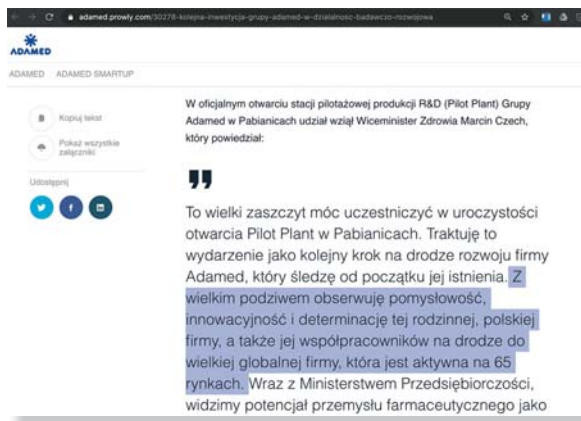 adamed.prowly.com/30278-kolejna-inwestycja-grupy-adamed-w-dzialalnosc-badawczo-rozwojowa
ADAMED
ADAMED ADAMED SMARTUP
Kopiuj tekst
Pokaż wszystkie
załączniki
Udostępnij
W oficjalnym otwarciu stacji pilotażowej produkcji R&D (Pilot Plant) Grupy
Adamed w Pabianicach udział wziął Wiceminister Zdrowia Marcin Czech,
który powiedział:
To wielki zaszczyt móc uczestniczyć w uroczystości
otwarcia Pilot Plant w Pabianicach. Traktuję to
wydarzenie jako kolejny krok na drodze rozwoju firmy
Adamed, który śledzę od początku jej istnienia. Z
wielkim podziwem obserwuję pomysłowość,
innowacyjność i determinację tej rodzinnej, polskiej
firmy, a także jej współpracowników na drodze do
wielkiej globalnej firmy, która jest aktywna na 65
rynkach. Wraz z Ministerstwem Przedsiębiorczości,
widzimy potencjał przemysłu farmaceutycznego jako